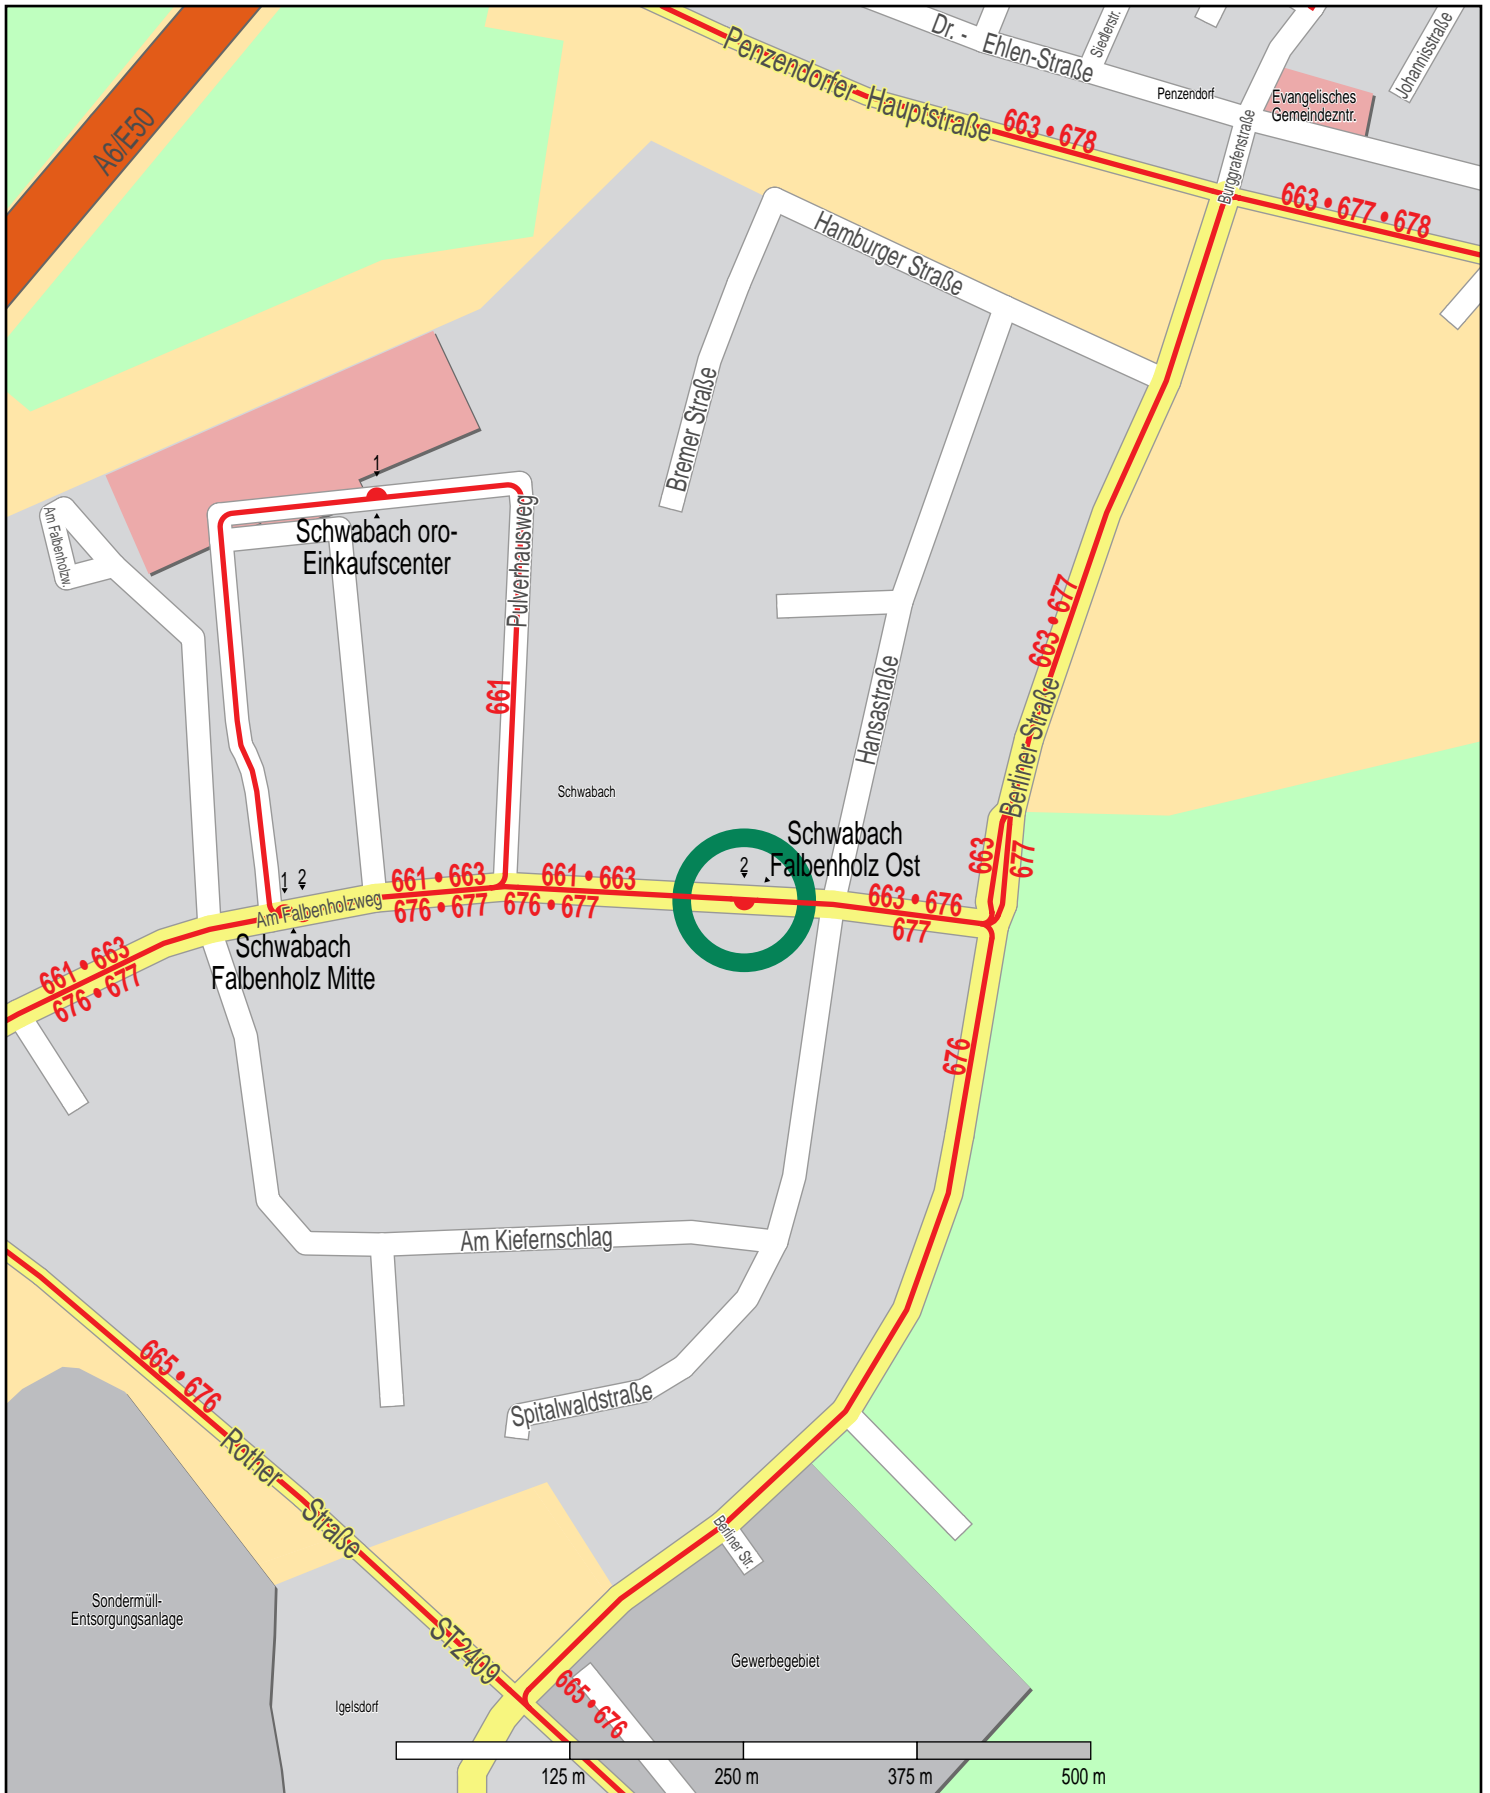 Dr. - Ehlen-Straße
Siedlerstr.
Johannisstraße
Penzendorf
Evangelisches
Gemeindezntr.
A6/E50
Penzendorfer Hauptstraße
663 • 678
Burggrafenstraße
663 • 677 • 678
Hamburger Straße
Bremer Straße
1
Schwabach oro-
Einkaufscenter
Am Falbenholzw.
Pulverhausweg
661
663 • 677
Hansastraße
Berliner Straße
Schwabach
Schwabach
Falbenholz Ost
2
663
677
661 • 663
676 • 677
661 • 663
676 • 677
663 • 676
677
1 2
Am Falbenholzweg
Schwabach
Falbenholz Mitte
661 • 663
676 • 677
676
Am Kiefernschlag
665 • 676
Spitalwaldstraße
Rother Straße
Berliner Str.
Sondermüll-
Entsorgungsanlage
ST2409
Gewerbegebiet
665 • 676
Igelsdorf
125 m
250 m
375 m
500 m